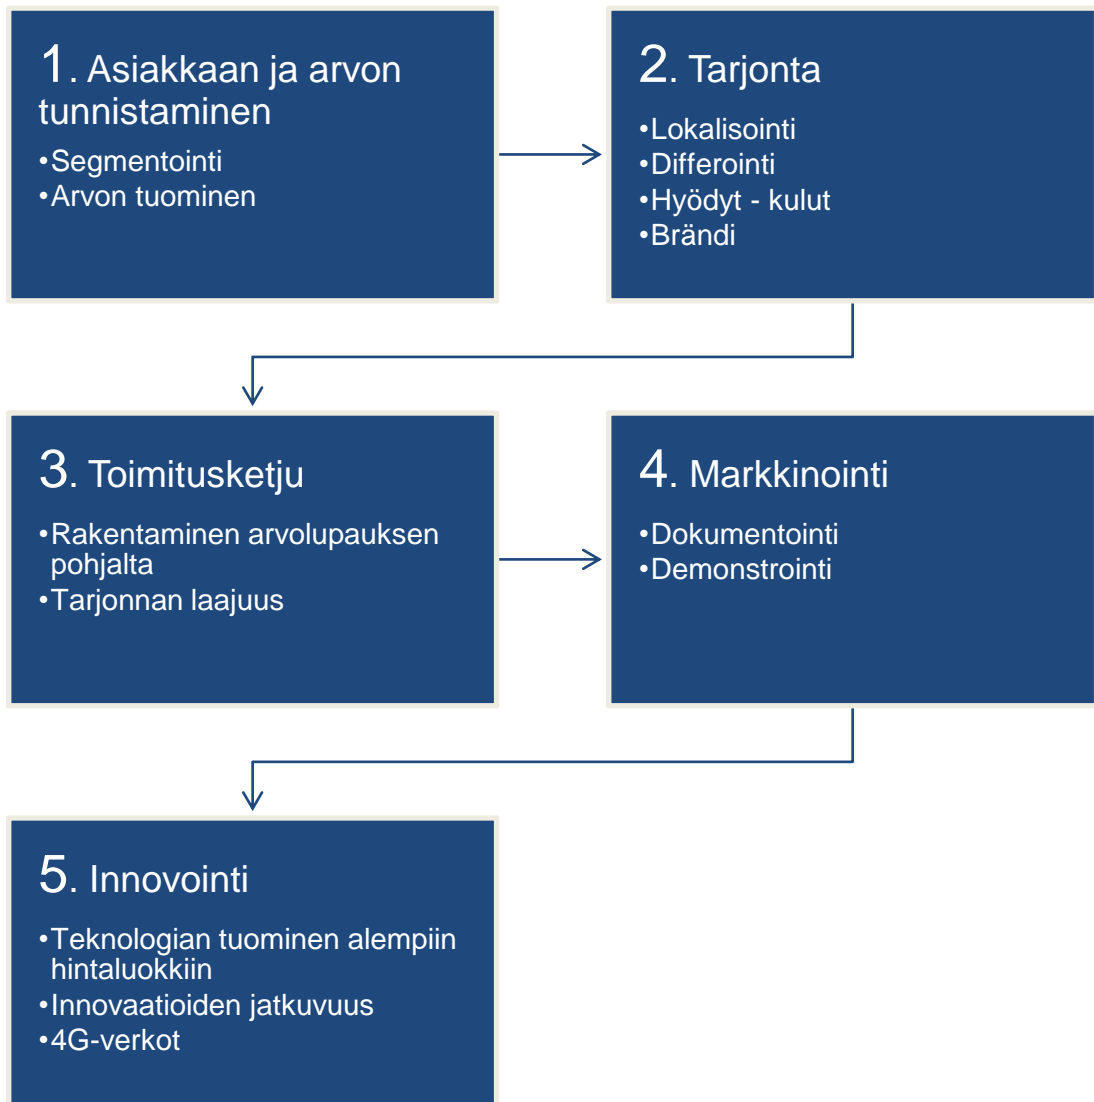 1. Asiakkaan ja arvon
tunnistaminen
•Segmentointi
•Arvon tuominen
2. Tarjonta
•Lokalisointi
•Differointi
•Hyödyt - kulut
•Brändi
3. Toimitusketju
•Rakentaminen arvolupauksen
pohjalta
•Tarjonnan laajuus
4. Markkinointi
•Dokumentointi
•Demonstrointi
5. Innovointi
•Teknologian tuominen alempiin
hintaluokkiin
•Innovaatioiden jatkuvuus
•4G-verkot